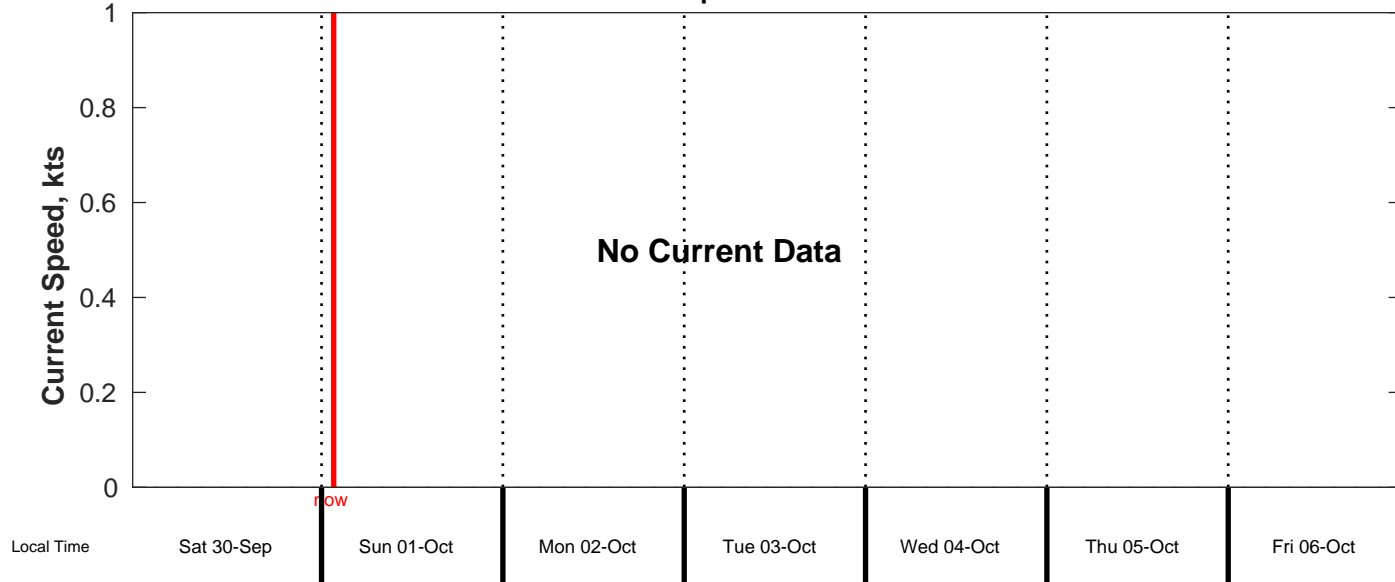 1
0.8
0.6
0.4
0.2
0
Current Speed, kts
No Current Data
now
Local Time
Sat 30-Sep
Sun 01-Oct
Mon 02-Oct
Tue 03-Oct
Wed 04-Oct
Thu 05-Oct
Fri 06-Oct